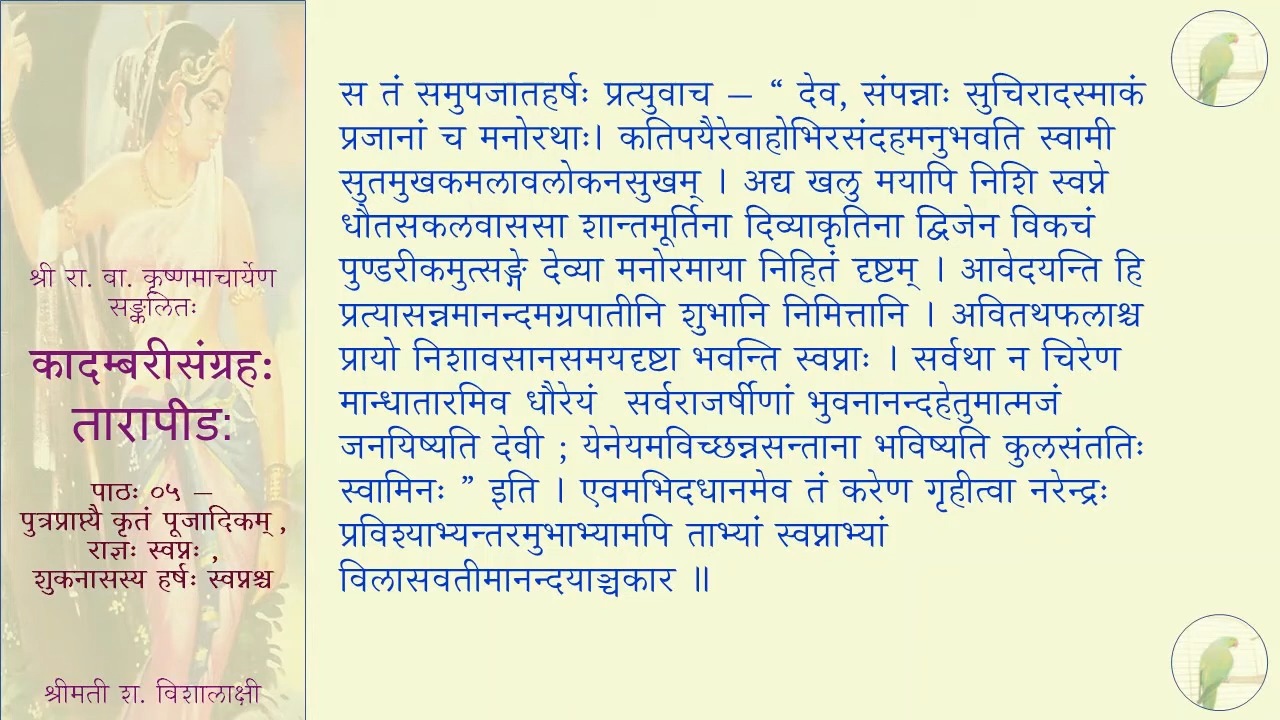 श्री रा. वा. कृष्णमाचार्येण
सङ्कलितः
कादम्बरीसंग्रहः
तारापीडः
पाठः ०५ –
पुत्रप्राप्त्यै कृतं पूजादिकम् ,
राज्ञः स्वप्नः ,
शुकनासस्य हर्षः स्वप्नश्च
श्रीमती श. विशालाक्षी
स तं समुपजातहर्षः प्रत्युवाच – “ देव, संपन्नाः सुचिरादस्माकं
प्रजानां च मनोरथाः। कतिपयैरेवाहोभिरसंदहमनुभवति स्वामी
सुतमुखकमलावलोकनसुखम् । अद्य खलु मयापि निशि स्वप्ने
धौतसकलवाससा शान्तमूर्तिना दिव्याकृतिना द्विजेन विकचं
पुण्डरीकमुत्सङ्गे देव्या मनोरमाया निहितं दृष्टम् । आवेदयन्ति हि
प्रत्यासन्नमानन्दमग्रपातीनि शुभानि निमित्तानि । अवितथफलाश्च
प्रायो निशावसानसमयदृष्टा भवन्ति स्वप्नाः । सर्वथा न चिरेण
मान्धातारमिव धौरेयं सर्वराजर्षीणां भुवनानन्दहेतुमात्मजं
जनयिष्यति देवी ; येनेयमविच्छन्नसन्ताना भविष्यति कुलसंततिः
स्वामिनः ” इति । एवमभिदधानमेव तं करेण गृहीत्वा नरेन्द्रः
प्रविश्याभ्यन्तरमुभाभ्यामपि ताभ्यां स्वप्नाभ्यां
विलासवतीमानन्दयाञ्चकार ॥